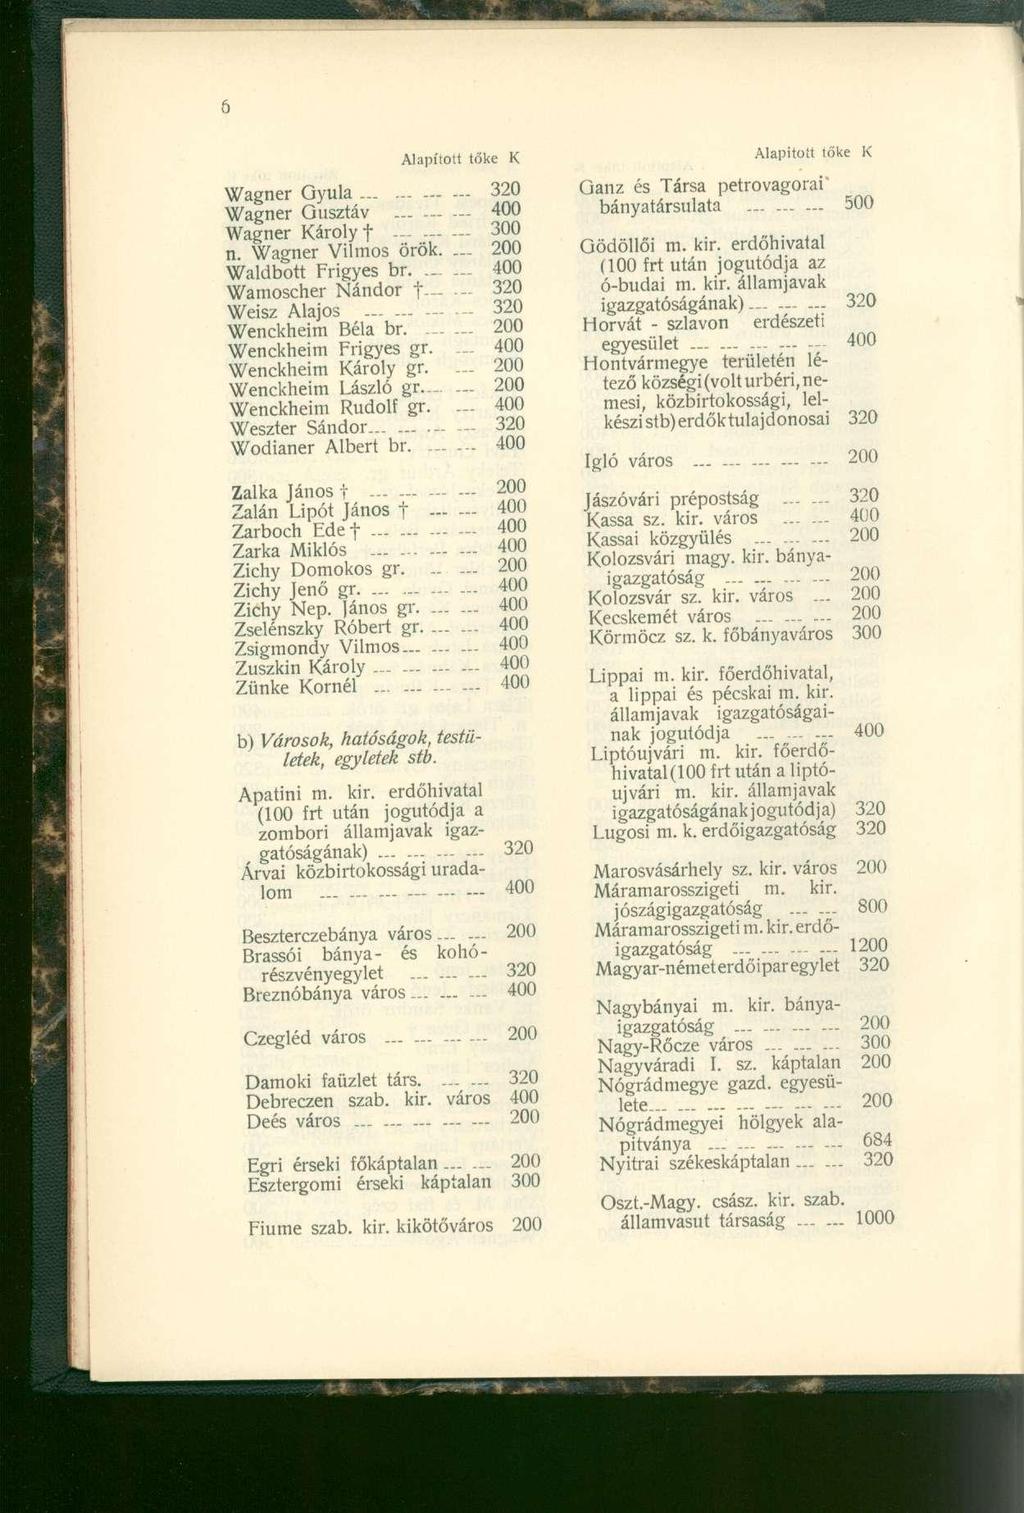 6
Alapított tőke K
Wagner Gyula 320
Wagner Gusztáv 400
Wagner Károly † 300
n. Wagner Vilmos örök. 200
Waldbott Frigyes br. 400
Wamoscher Nándor † 320
Weisz Alajos 320
Wenckheim Béla br. 200
Wenckheim Frigyes gr. 400
Wenckheim Károly gr. 200
Wenckheim László gr. 200
Wenckheim Rudolf gr. 400
Weszter Sándor 320
Wodianer Albert br. 400
Zalka János † 200
Zalán Lipót János † 400
Zarboch Ede † 400
Zarka Miklós 400
Zichy Domokos gr. 200
Zichy Jenő gr. 400
Zichy Nep. János gr. 400
Zselénszky Róbert gr. 400
Zsigmondy Vilmos 400
Zuszkin Károly 400
Zünke Kornél 400
b) Városok, hatóságok, testü-
letek, egyletek stb.
Apatini m. kir. erdőhivatal
(100 frt után jogutódja a
zombori államjavak igaz-
gatóságának) 320
Árvai közbirtokossági urada-
lom 400
Beszterczebánya város 200
Brassói bánya- és kohó-
részvényegylet 320
Breznóbánya város 400
Czegléd város 200
Damoki faüzlet társ. 320
Debreczen szab. kir. város 400
Deés város 200
Egri érseki főkáptalan 200
Esztergomi érseki káptalan 300
Fiume szab. kir. kikötőváros 200
Alapított tőke K
Ganz és Társa petrovagorai
bányatársulata 500
Gödöllői m. kir. erdőhivatal
(100 frt után jogutódja az
ó-budai m. kir. államjavak
igazgatóságának) 320
Horvát - szlavon erdészeti
egyesület 400
Hontvármegye területén lé-
tező községi (volt urbéri, ne-
mesi, közbirtokossági, lel-
készi stb) erdők tulajdonosai 320
Igló város 200
Jászóvári prépostság 320
Kassa sz. kir. város 400
Kassai közgyülés 200
Kolozsvári magy. kir. bánya-
igazgatóság 200
Kolozsvár sz. kir. város 200
Kecskemét város 200
Körmöcz sz. k. főbányaváros 300
Lippai m. kir. főerdőhivatal,
a lippai és pécskai m. kir.
államjavak igazgatóságai-
nak jogutódja 400
Liptóujvári m. kir. főerdő-
hivatal (100 frt után a liptó-
ujvári m. kir. államjavak
igazgatóságának jogutódja) 320
Lugosi m. k. erdőigazgatóság 320
Marosvásárhely sz. kir. város 200
Máramarosszigeti m. kir.
jószágigazgatóság 800
Máramarosszigeti m. kir. erdő-
igazgatóság 1200
Magyar-német erdőipar egylet 320
Nagybányai m. kir. bánya-
igazgatóság 200
Nagy-Rőcze város 300
Nagyváradi l. sz. káptalan 200
Nógrádmegye gazd. egyesü-
lete 200
Nógrádmegyei hölgyek ala-
pitványa 684
Nyitrai székeskáptalan 320
Oszt.-Magy. csász. kir. szab.
államvasut társaság 1000